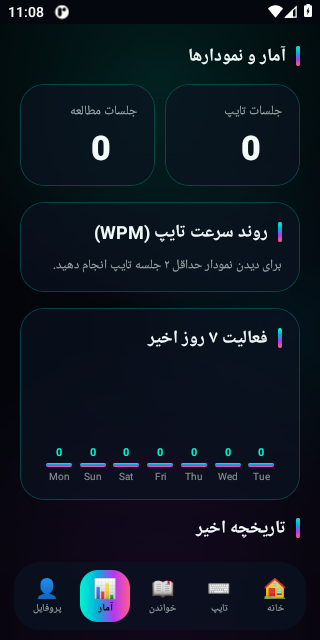 11:08
آمار و نمودارها
جلسات تایپ
0
جلسات مطالعه
0
روند سرعت تایپ (WPM)
برای دیدن نمودار حداقل ۲ جلسه تایپ انجام دهید.
فعالیت ۷ روز اخیر
0 0 0 0 0 0 0
Mon Sun Sat Fri Thu Wed Tue
تاریخچه اخیر
خانه
تایپ
خواندن
آمار
پروفایل